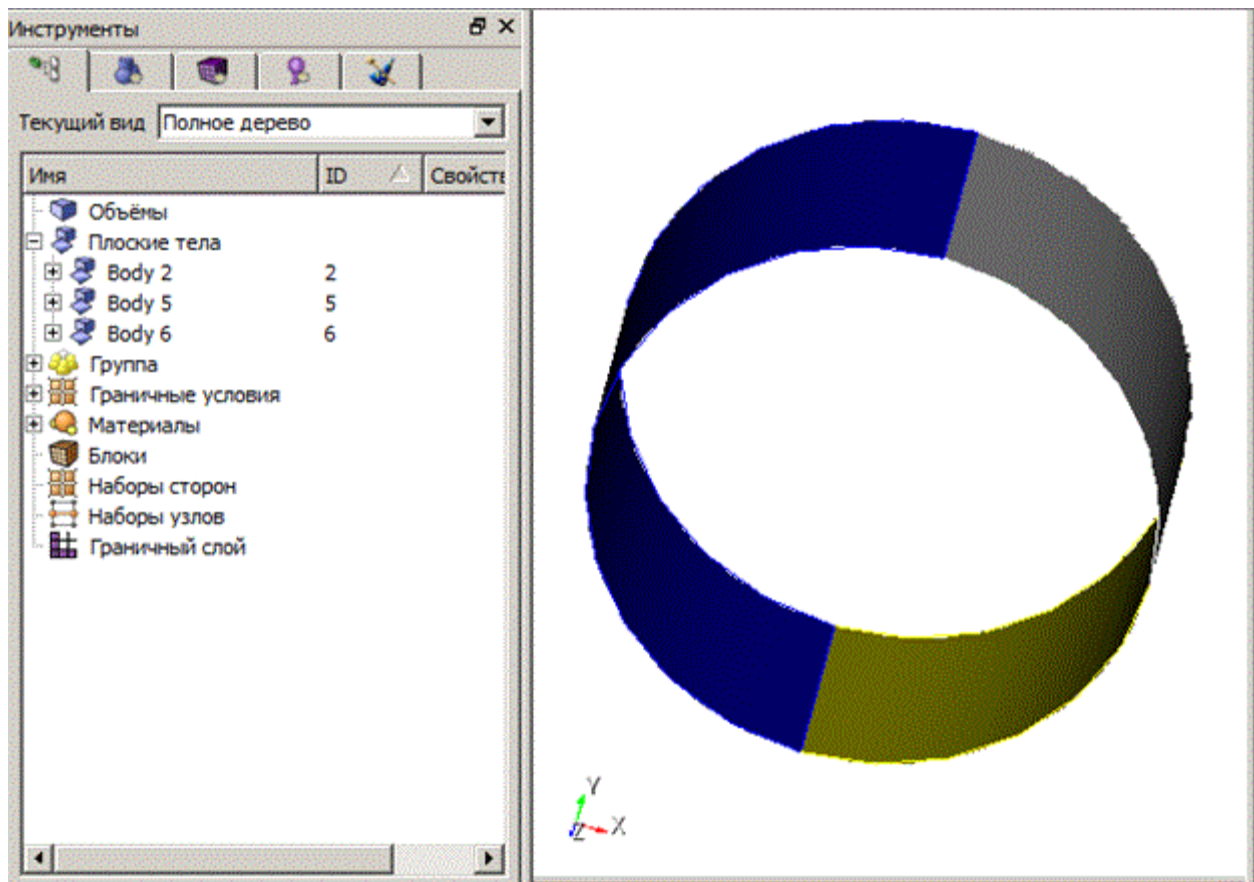 Инструменты
Текущий вид Полное дерево
Имя ID Свойсте
Объёмы
Плоские тела
Body 2 2
Body 5 5
Body 6 6
Группа
Граничные условия
Материалы
Блоки
Наборы сторон
Наборы узлов
Граничный слой
Y
Z X